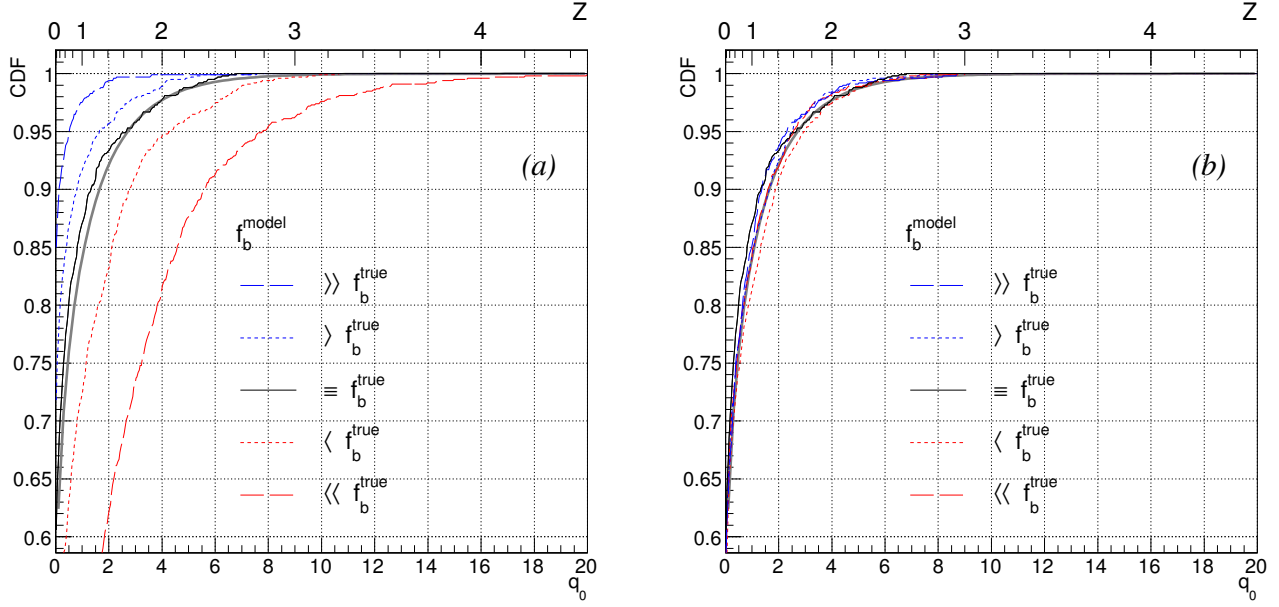 0 1 2 3 4 Z
CDF
1
0.95
0.9
0.85
0.8
0.75
0.7
0.65
0.6
(a)
f_b^model
⟩⟩ f_b^true
⟩ f_b^true
≡ f_b^true
⟨ f_b^true
⟨⟨ f_b^true
0 2 4 6 8 10 12 14 16 18 20
q_0
0 1 2 3 4 Z
CDF
1
0.95
0.9
0.85
0.8
0.75
0.7
0.65
0.6
(b)
f_b^model
⟩⟩ f_b^true
⟩ f_b^true
≡ f_b^true
⟨ f_b^true
⟨⟨ f_b^true
0 2 4 6 8 10 12 14 16 18 20
q_0